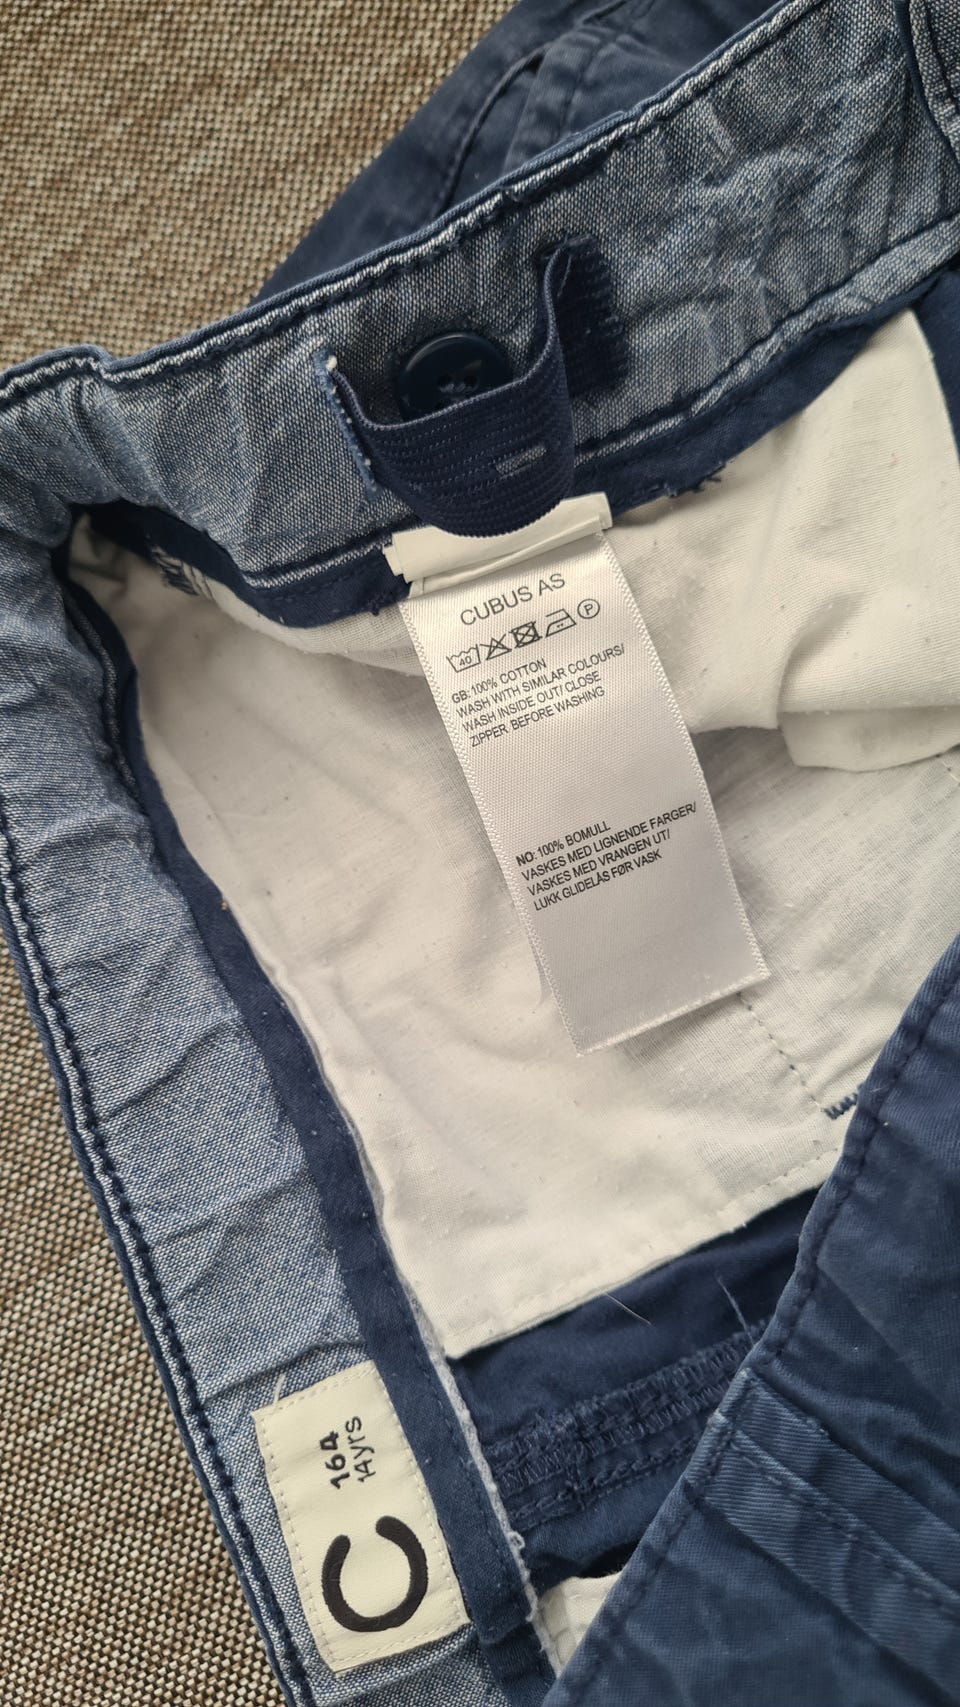 CUBUS AS
40 P
GB: 100% COTTON
WASH WITH SIMILAR COLOURS/
WASH INSIDE OUT/ CLOSE
ZIPPER BEFORE WASHING
NO: 100% BOMULL
VASKES MED LIGNENDE FARGER/
VASKES MED VRANGEN UT/
LUKK GLIDELÅS FØR VASK
164
14yrs
C